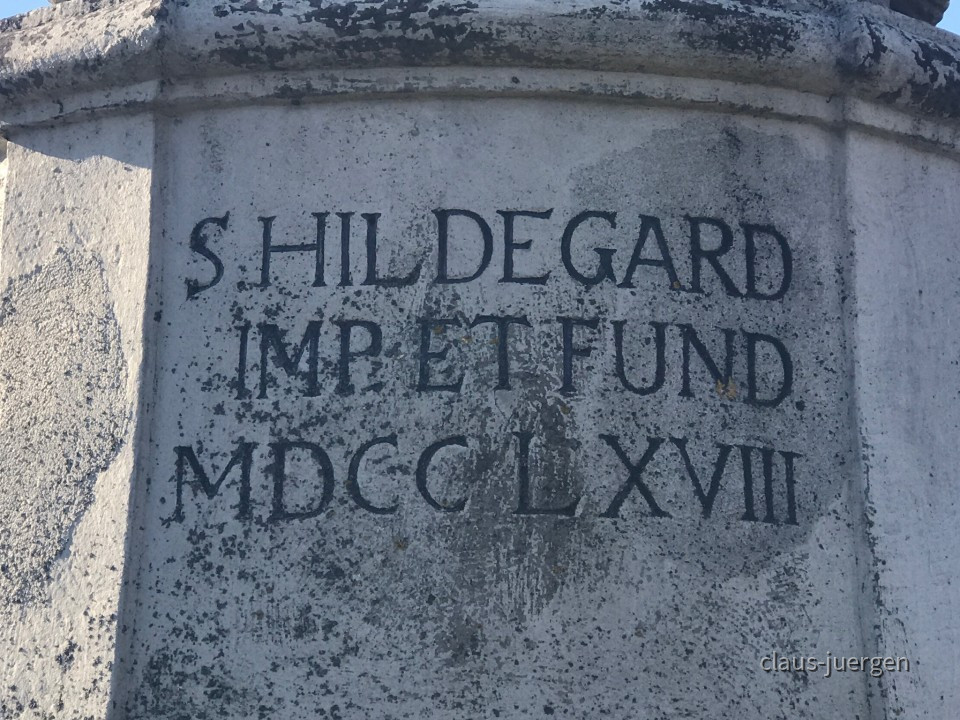 S HILDEGARD
IMP. ET FUND.
MDCCLXVIII
claus-juergen